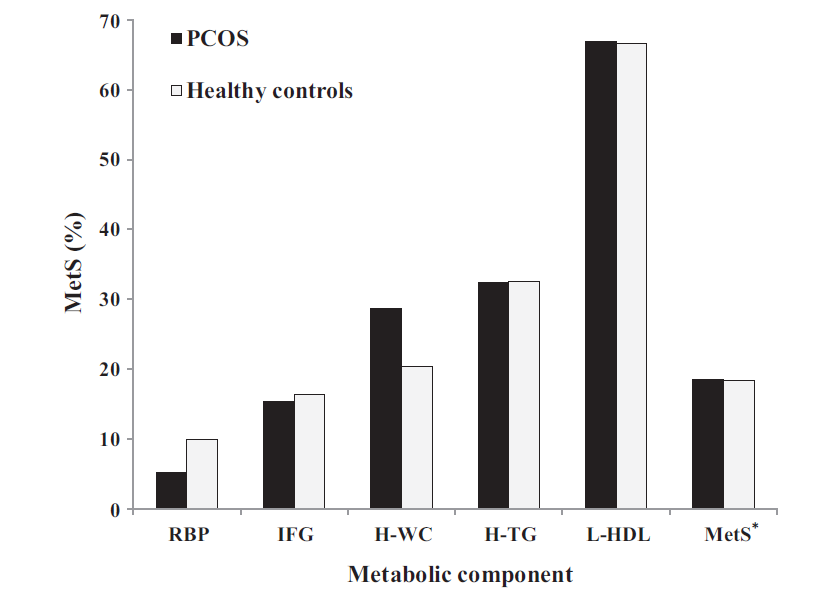 70
60
50
40
30
20
10
0
MetS (%)
PCOS
Healthy controls
RBP IFG H-WC H-TG L-HDL MetS*
Metabolic component